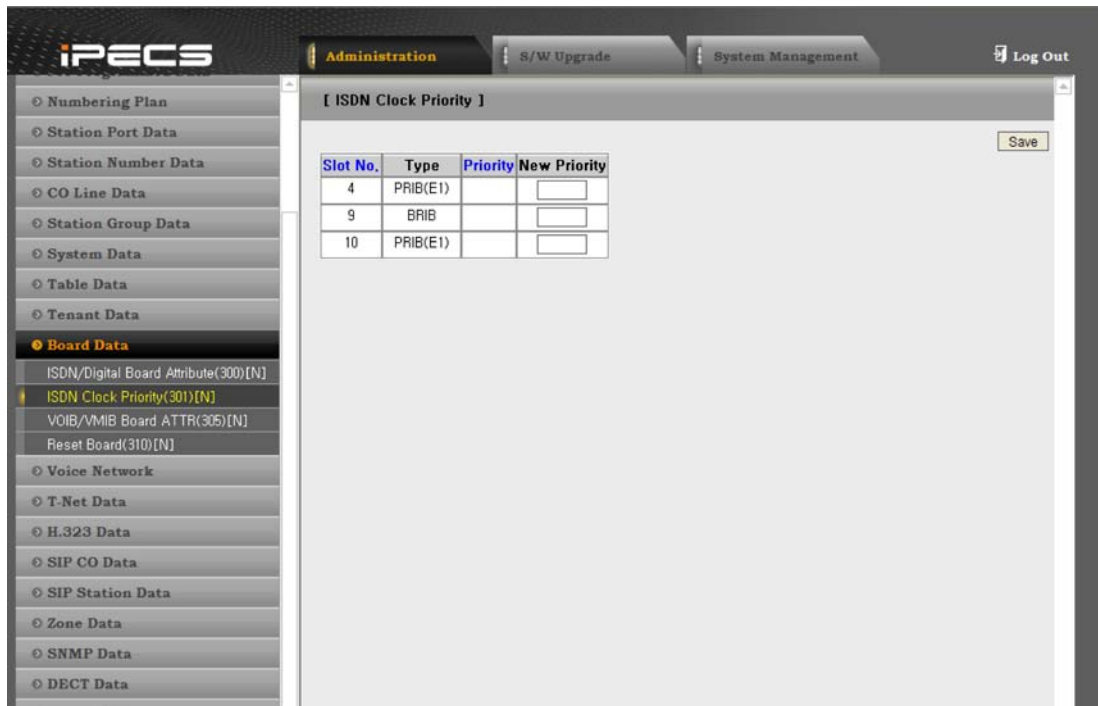 iPECS
Administration
S/W Upgrade
System Management
Log Out
Numbering Plan
Station Port Data
Station Number Data
CO Line Data
Station Group Data
System Data
Table Data
Tenant Data
Board Data
ISDN/Digital Board Attribute(300)[N]
ISDN Clock Priority(301)[N]
VOIB/VMIB Board ATTR(305)[N]
Reset Board(310)[N]
Voice Network
T-Net Data
H.323 Data
SIP CO Data
SIP Station Data
Zone Data
SNMP Data
DECT Data
[ ISDN Clock Priority ]
Save
Slot No. Type Priority New Priority
4 PRIB(E1)
9 BRIB
10 PRIB(E1)